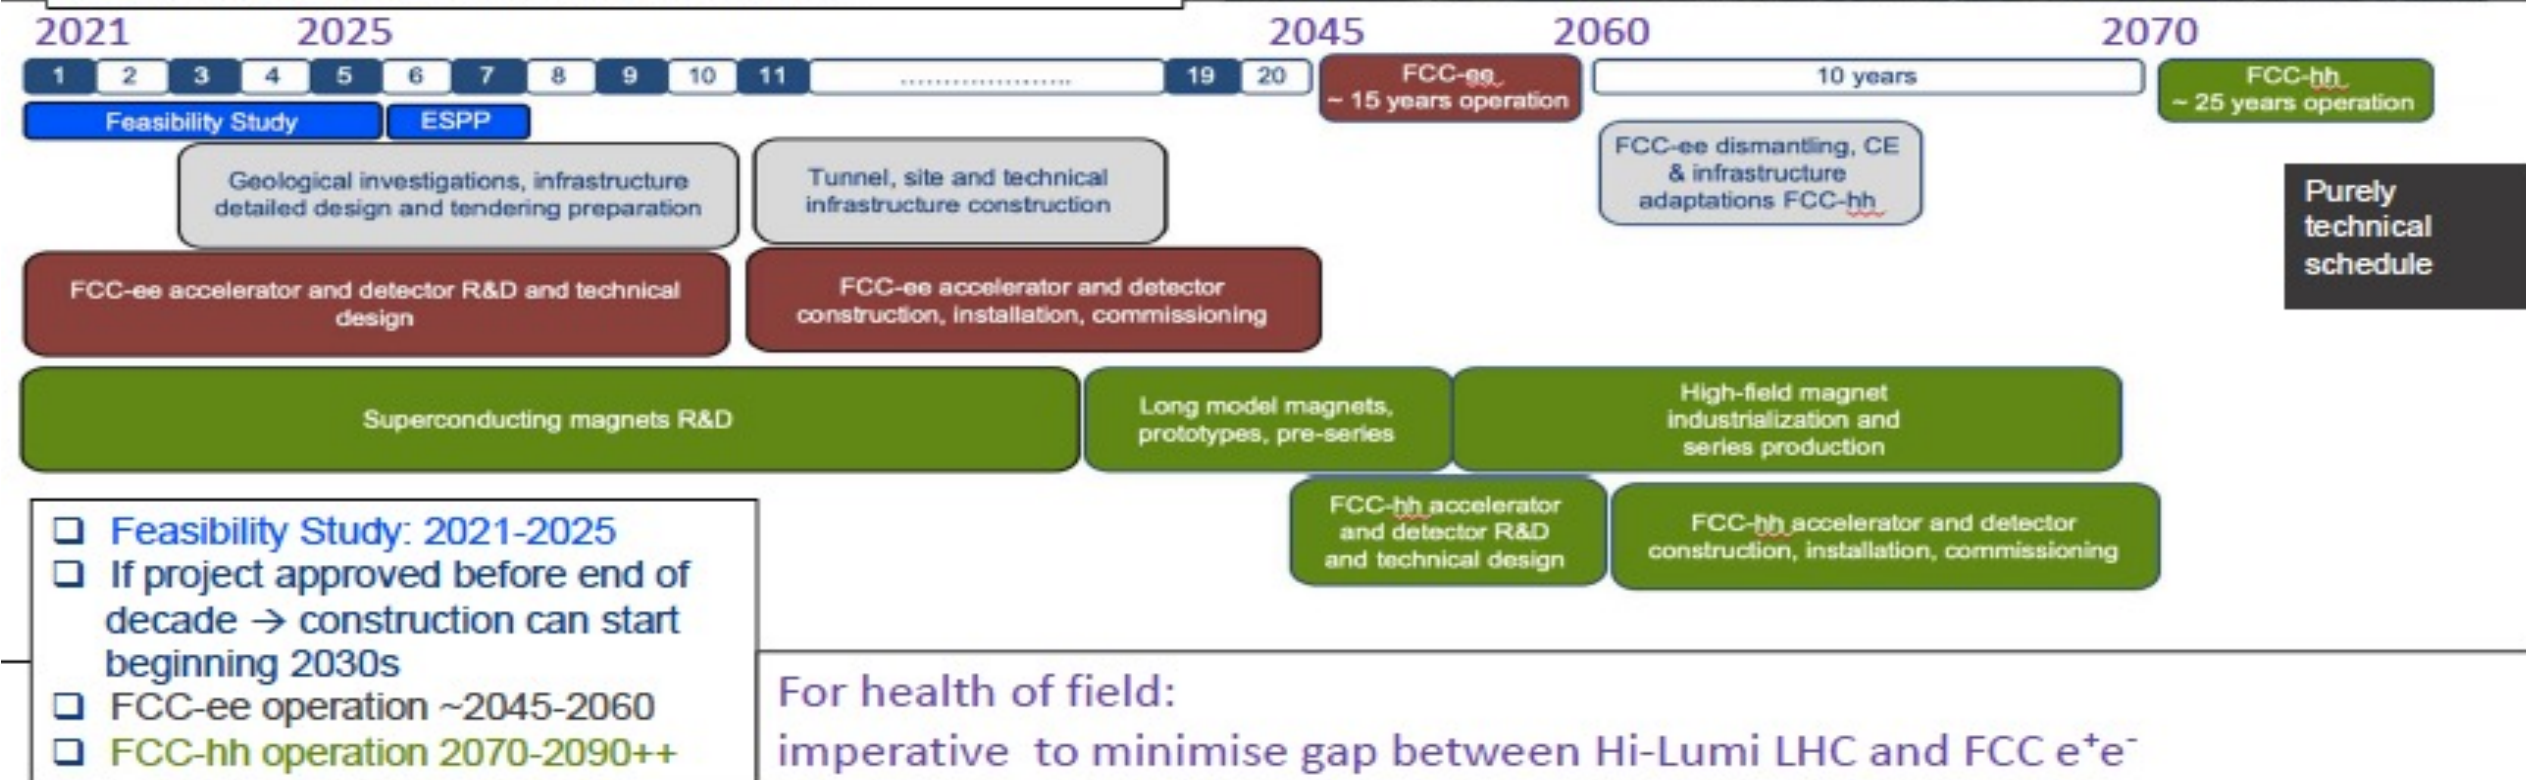 2021
2025
2045
2060
2070
1
2
3
4
5
6
7
8
9
10
11
.....................
19
20
FCC-ee
~ 15 years operation
10 years
FCC-hh
~ 25 years operation
Feasibility Study
ESPP
Geological investigations, infrastructure
detailed design and tendering preparation
Tunnel, site and technical
infrastructure construction
FCC-ee dismantling, CE
& infrastructure
adaptations FCC-hh
Purely
technical
schedule
FCC-ee accelerator and detector R&D and technical
design
FCC-ee accelerator and detector
construction, installation, commissioning
Superconducting magnets R&D
Long model magnets,
prototypes, pre-series
High-field magnet
industrialization and
series production
FCC-hh accelerator
and detector R&D
and technical design
FCC-hh accelerator and detector
construction, installation, commissioning
❑ Feasibility Study: 2021-2025
❑ If project approved before end of
decade → construction can start
beginning 2030s
❑ FCC-ee operation ~2045-2060
❑ FCC-hh operation 2070-2090++
For health of field:
imperative to minimise gap between Hi-Lumi LHC and FCC e⁺e⁻